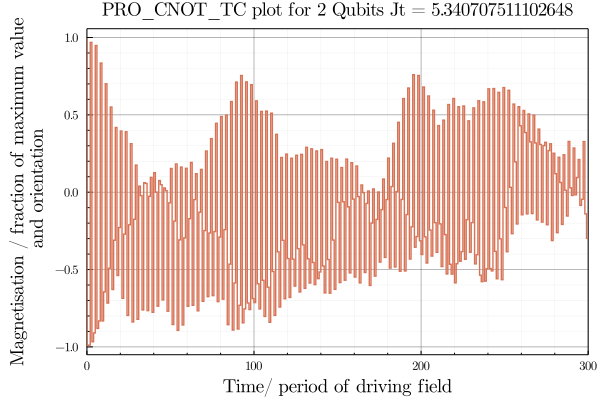 PRO_CNOT_TC plot for 2 Qubits Jt = 5.340707511102648
Magnetisation / fraction of maximum value
and orientation
1.0
0.5
0.0
−0.5
−1.0
0
100
200
300
Time/ period of driving field